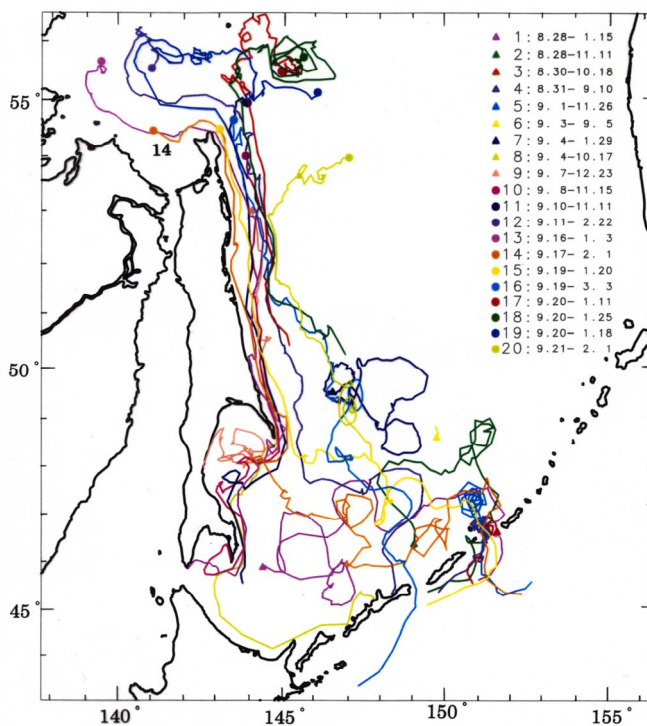 1: 8.28- 1.15
2: 8.28-11.11
3: 8.30-10.18
4: 8.31- 9.10
5: 9. 1-11.26
6: 9. 3- 9. 5
7: 9. 4- 1.29
8: 9. 4-10.17
9: 9. 7-12.23
10: 9. 8-11.15
11: 9.10-11.11
12: 9.11- 2.22
13: 9.16- 1. 3
14: 9.17- 2. 1
15: 9.19- 1.20
16: 9.19- 3. 3
17: 9.20- 1.11
18: 9.20- 1.25
19: 9.20- 1.18
20: 9.21- 2. 1
55°
14
50°
45°
140° 145° 150° 155°